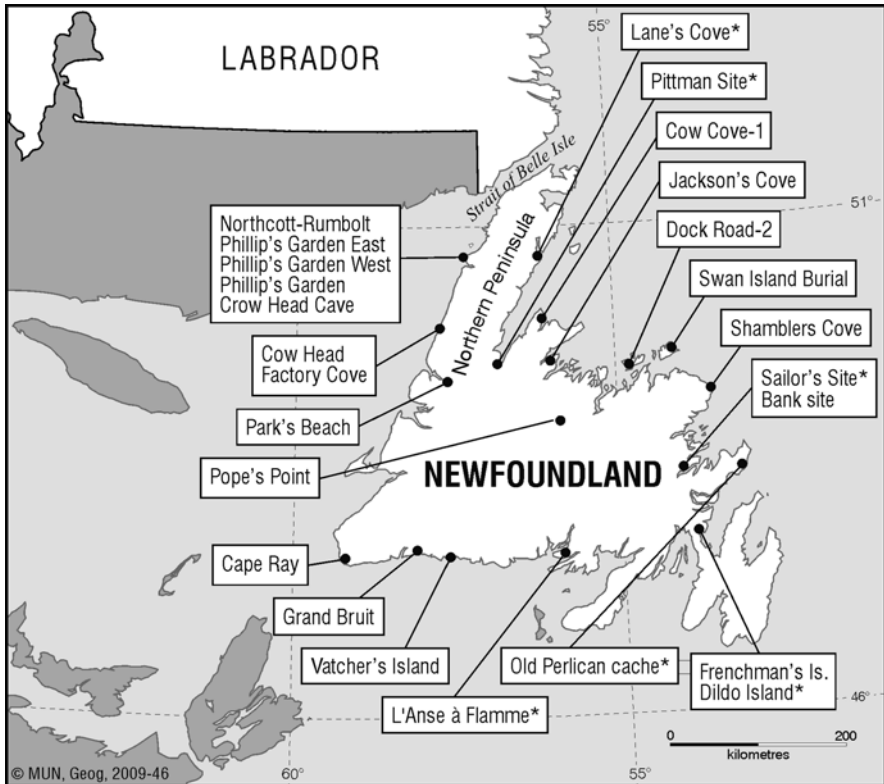 55°
Lane's Cove*
LABRADOR
Pittman Site*
Cow Cove-1
Strait of Belle Isle
Jackson's Cove
51°
Northcott-Rumbolt
Phillip's Garden East
Phillip's Garden West
Phillip's Garden
Crow Head Cave
Northern Peninsula
Dock Road-2
Swan Island Burial
Shamblers Cove
Cow Head
Factory Cove
Sailor's Site*
Bank site
Park's Beach
Pope's Point
NEWFOUNDLAND
Cape Ray
Grand Bruit
Vatcher's Island
Old Perlican cache*
Frenchman's Is.
Dildo Island*
L'Anse à Flamme*
46°
0 200
kilometres
© MUN, Geog, 2009-46
60°
55°